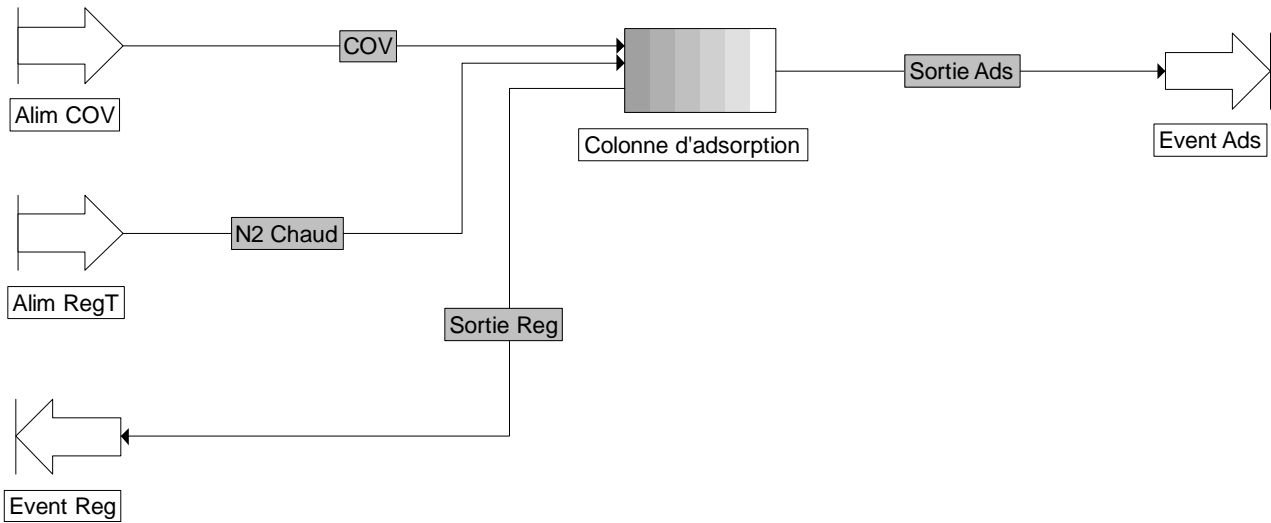 COV
Alim COV
Sortie Ads
Colonne d'adsorption
Event Ads
N2 Chaud
Alim RegT
Sortie Reg
Event Reg